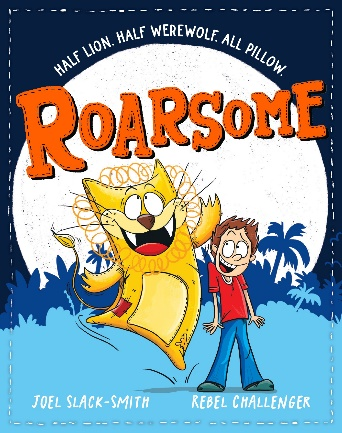 HALF LION. HALF WEREWOLF. ALL PILLOW.
ROARSOME
JOEL SLACK-SMITH REBEL CHALLENGER